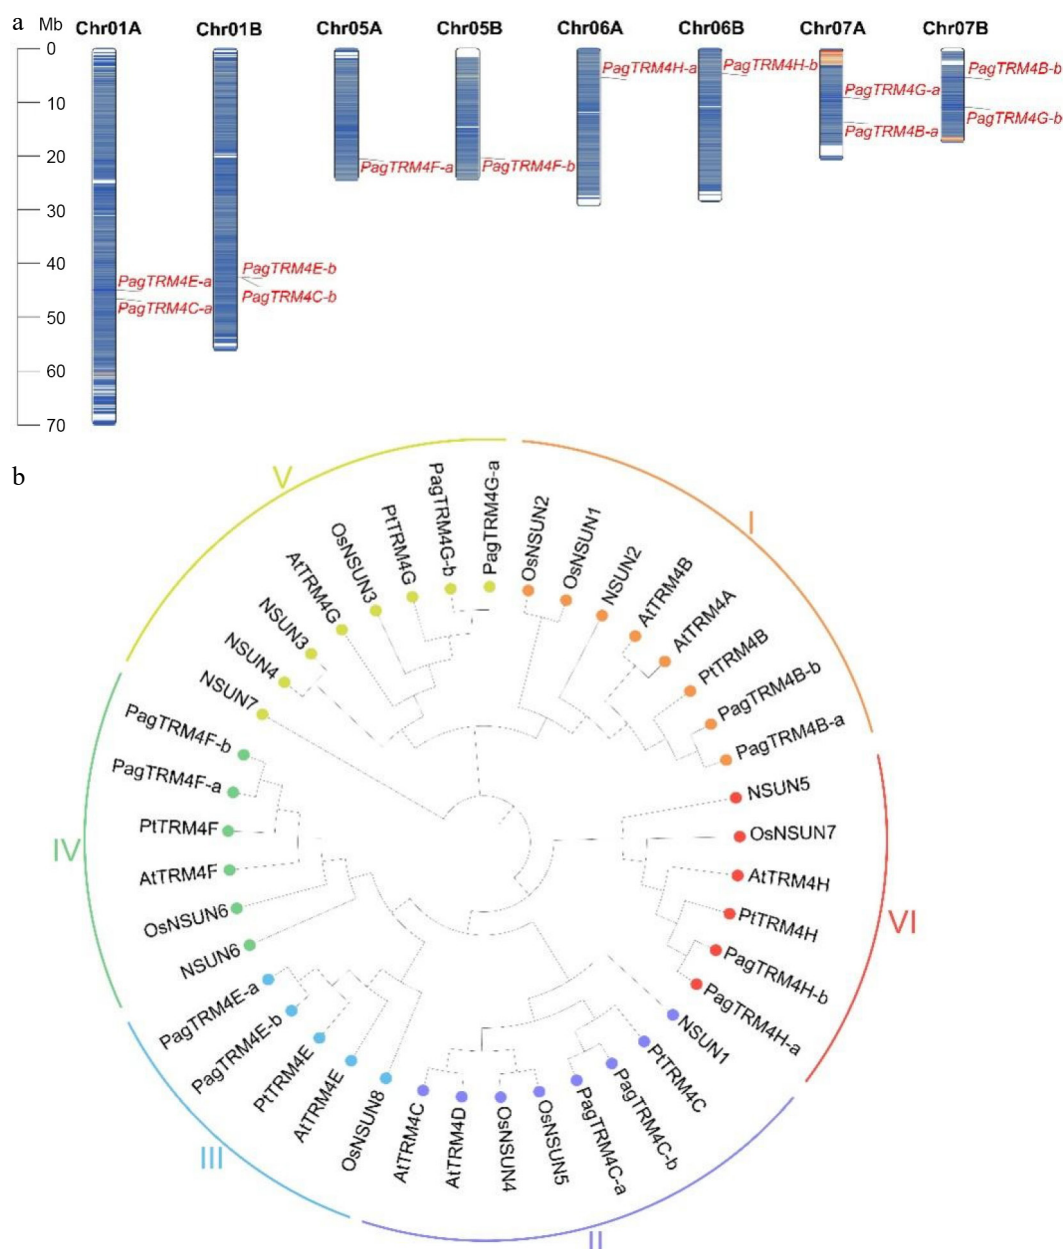 a
Mb
Chr01A
Chr01B
Chr05A
Chr05B
Chr06A
Chr06B
Chr07A
Chr07B
0
10
20
30
40
50
60
70
PagTRM4E-a
PagTRM4C-a
PagTRM4E-b
PagTRM4C-b
PagTRM4F-a
PagTRM4F-b
PagTRM4H-a
PagTRM4H-b
PagTRM4G-a
PagTRM4B-a
PagTRM4B-b
PagTRM4G-b
b
V
I
VI
II
III
IV
OsNSUN2
OsNSUN1
NSUN2
AtTRM4B
AtTRM4A
PtTRM4B
PagTRM4B-b
PagTRM4B-a
NSUN5
OsNSUN7
AtTRM4H
PtTRM4H
PagTRM4H-b
PagTRM4H-a
NSUN1
PtTRM4C
PagTRM4C-b
PagTRM4C-a
OsNSUN5
OsNSUN4
AtTRM4D
AtTRM4C
OsNSUN8
AtTRM4E
PtTRM4E
PagTRM4E-b
PagTRM4E-a
NSUN6
OsNSUN6
AtTRM4F
PtTRM4F
PagTRM4F-a
PagTRM4F-b
NSUN7
NSUN4
NSUN3
AtTRM4G
OsNSUN3
PtTRM4G
PagTRM4G-b
PagTRM4G-a